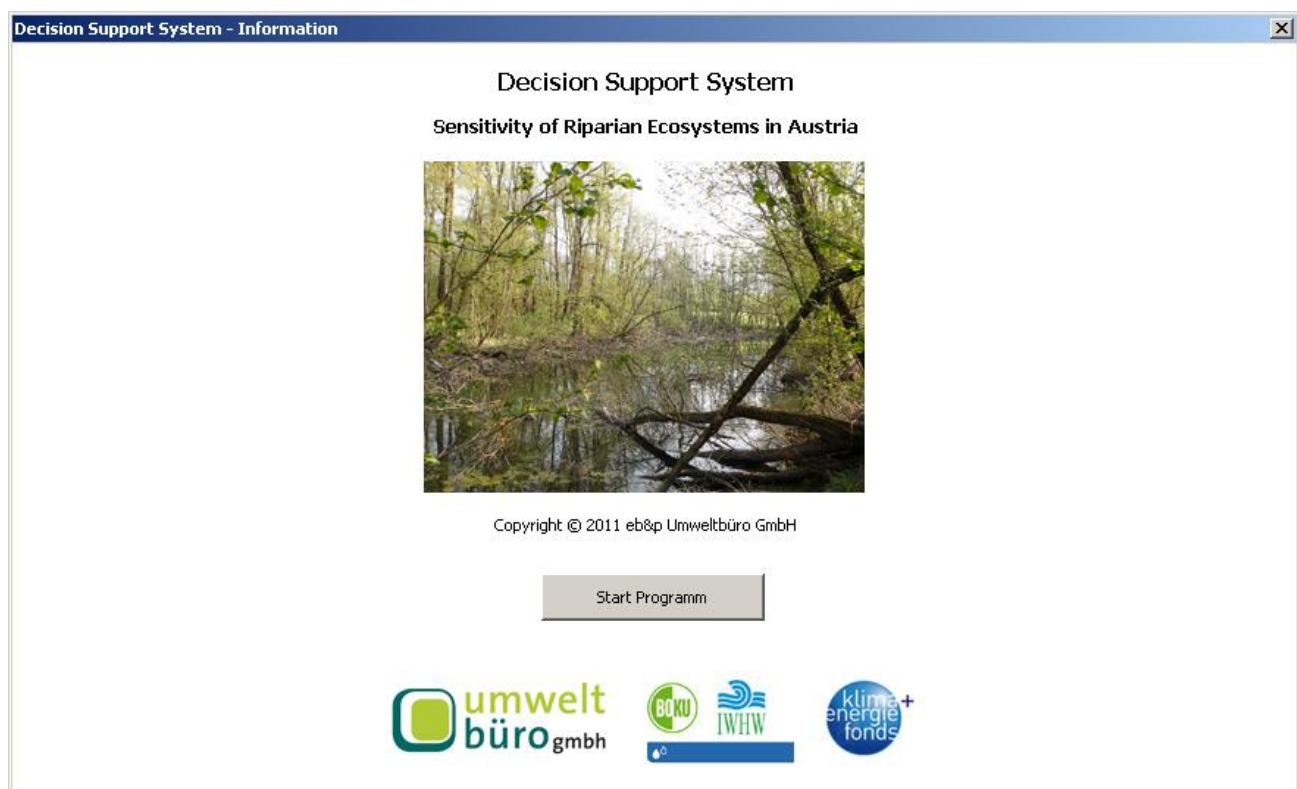 Decision Support System - Information
Decision Support System
Sensitivity of Riparian Ecosystems in Austria
Copyright © 2011 eb&p Umweltbüro GmbH
Start Programm
umwelt
büro gmbh
BOKU
IWHW
klima+
energie
fonds